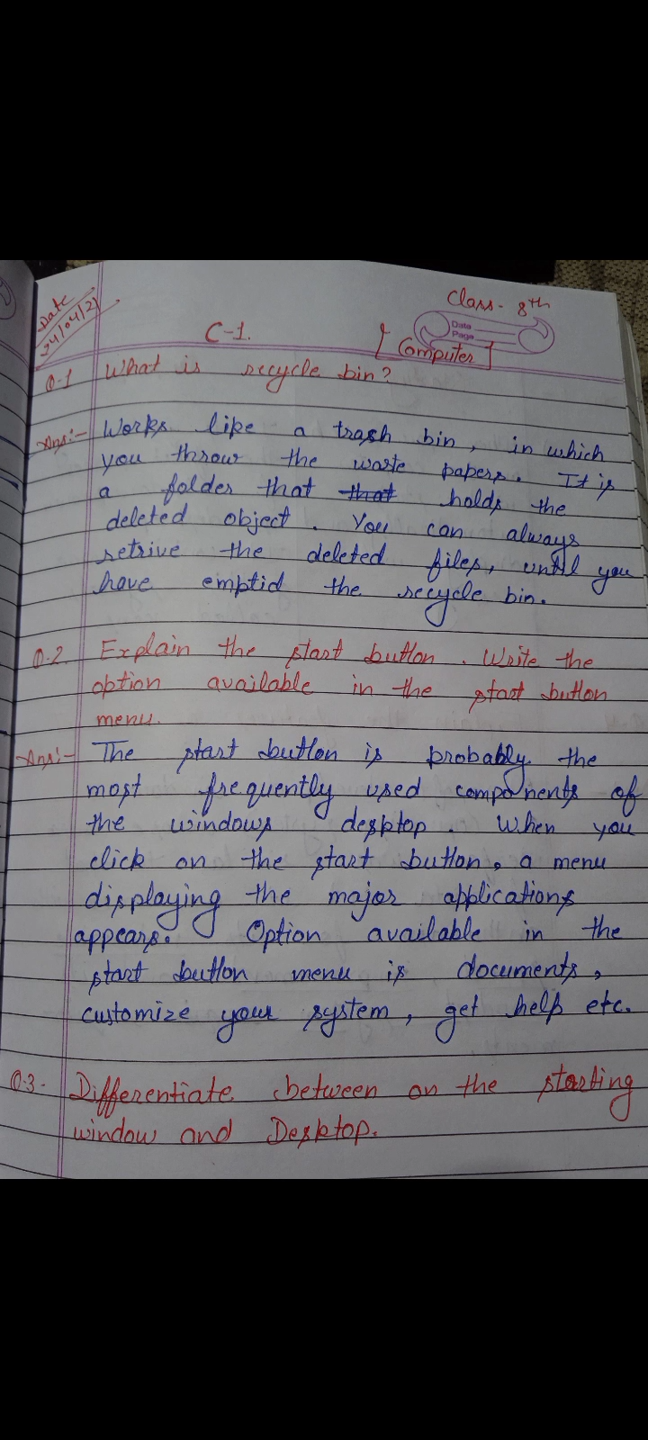 Class - 8th
Date
24/04/21
Date
Page
C-1.
[Computer]
Q.1 What is recycle bin?
Ans:- Works like a trash bin, in which
you throw the waste papers. It is
a folder that that holds the
deleted object. You can always
retrive the deleted files, until you
have emptid the recycle bin.
Q.2. Explain the start button. Write the
option available in the start button
menu.
Ans:- The start button is probably the
most frequently used components of
the windows desktop. When you
click on the start button, a menu
displaying the major applications
appears. Option available in the
start button menu is documents,
customize your system, get help etc.
Q.3. Differentiate between on the starting
window and Desktop.